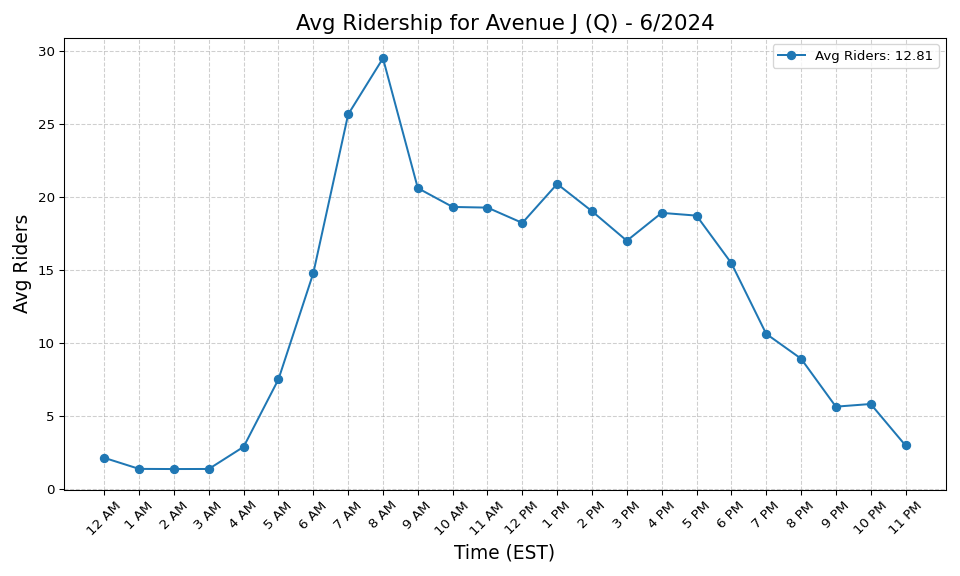 Avg Ridership for Avenue J (Q) - 6/2024
Avg Riders: 12.81
Avg Riders
30
25
20
15
10
5
0
12 AM
1 AM
2 AM
3 AM
4 AM
5 AM
6 AM
7 AM
8 AM
9 AM
10 AM
11 AM
12 PM
1 PM
2 PM
3 PM
4 PM
5 PM
6 PM
7 PM
8 PM
9 PM
10 PM
11 PM
Time (EST)